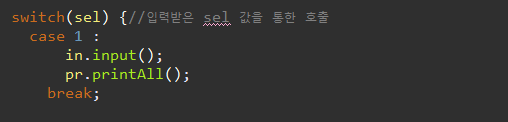 switch(sel) {//입력받은 sel 값을 통한 호출
case 1 :
in.input();
pr.printAll();
break;